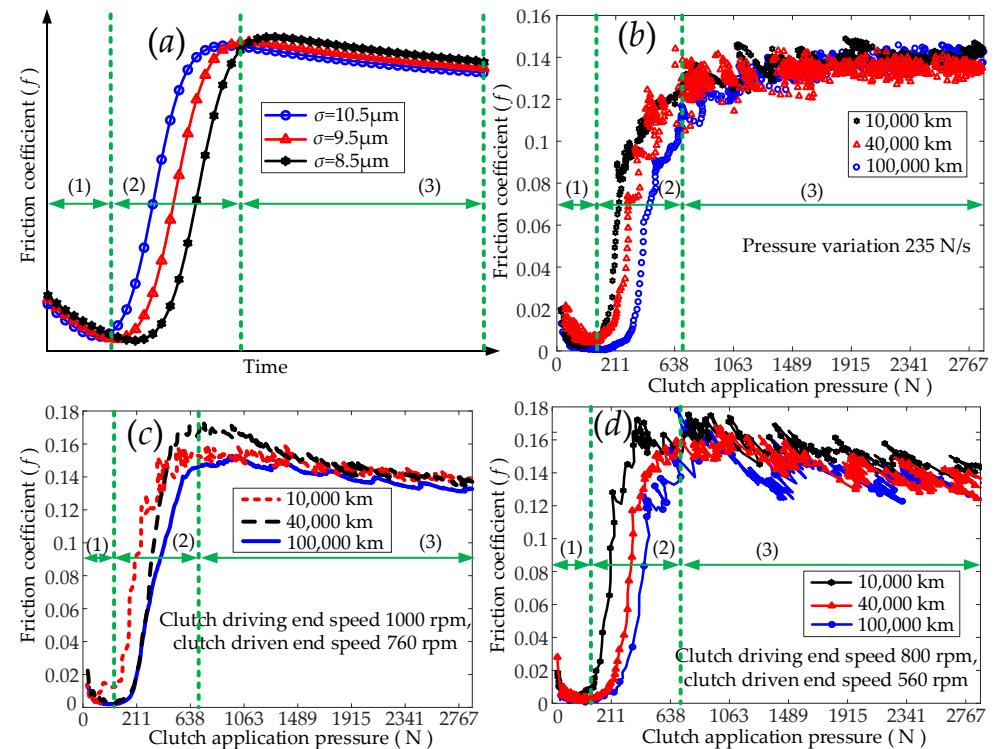 (a)
Friction coefficient ( f )
σ=10.5μm
σ=9.5μm
σ=8.5μm
(1)
(2)
(3)
Time
(b)
Friction coefficient ( f )
0.16
0.14
0.12
0.1
0.08
0.06
0.04
0.02
0
10,000 km
40,000 km
100,000 km
(1)
(2)
(3)
Pressure variation 235 N/s
0 211 638 1063 1489 1915 2341 2767
Clutch application pressure ( N )
(c)
Friction coefficient ( f )
0.18
0.16
0.14
0.12
0.1
0.08
0.06
0.04
0.02
0
10,000 km
40,000 km
100,000 km
(1)
(2)
(3)
Clutch driving end speed 1000 rpm,
clutch driven end speed 760 rpm
0 211 638 1063 1489 1915 2341 2767
Clutch application pressure ( N )
(d)
Friction coefficient ( f )
0.18
0.16
0.14
0.12
0.1
0.08
0.06
0.04
0.02
0
(1)
(2)
(3)
10,000 km
40,000 km
100,000 km
Clutch driving end speed 800 rpm,
clutch driven end speed 560 rpm
0 211 638 1063 1489 1915 2341 2767
Clutch application pressure ( N )